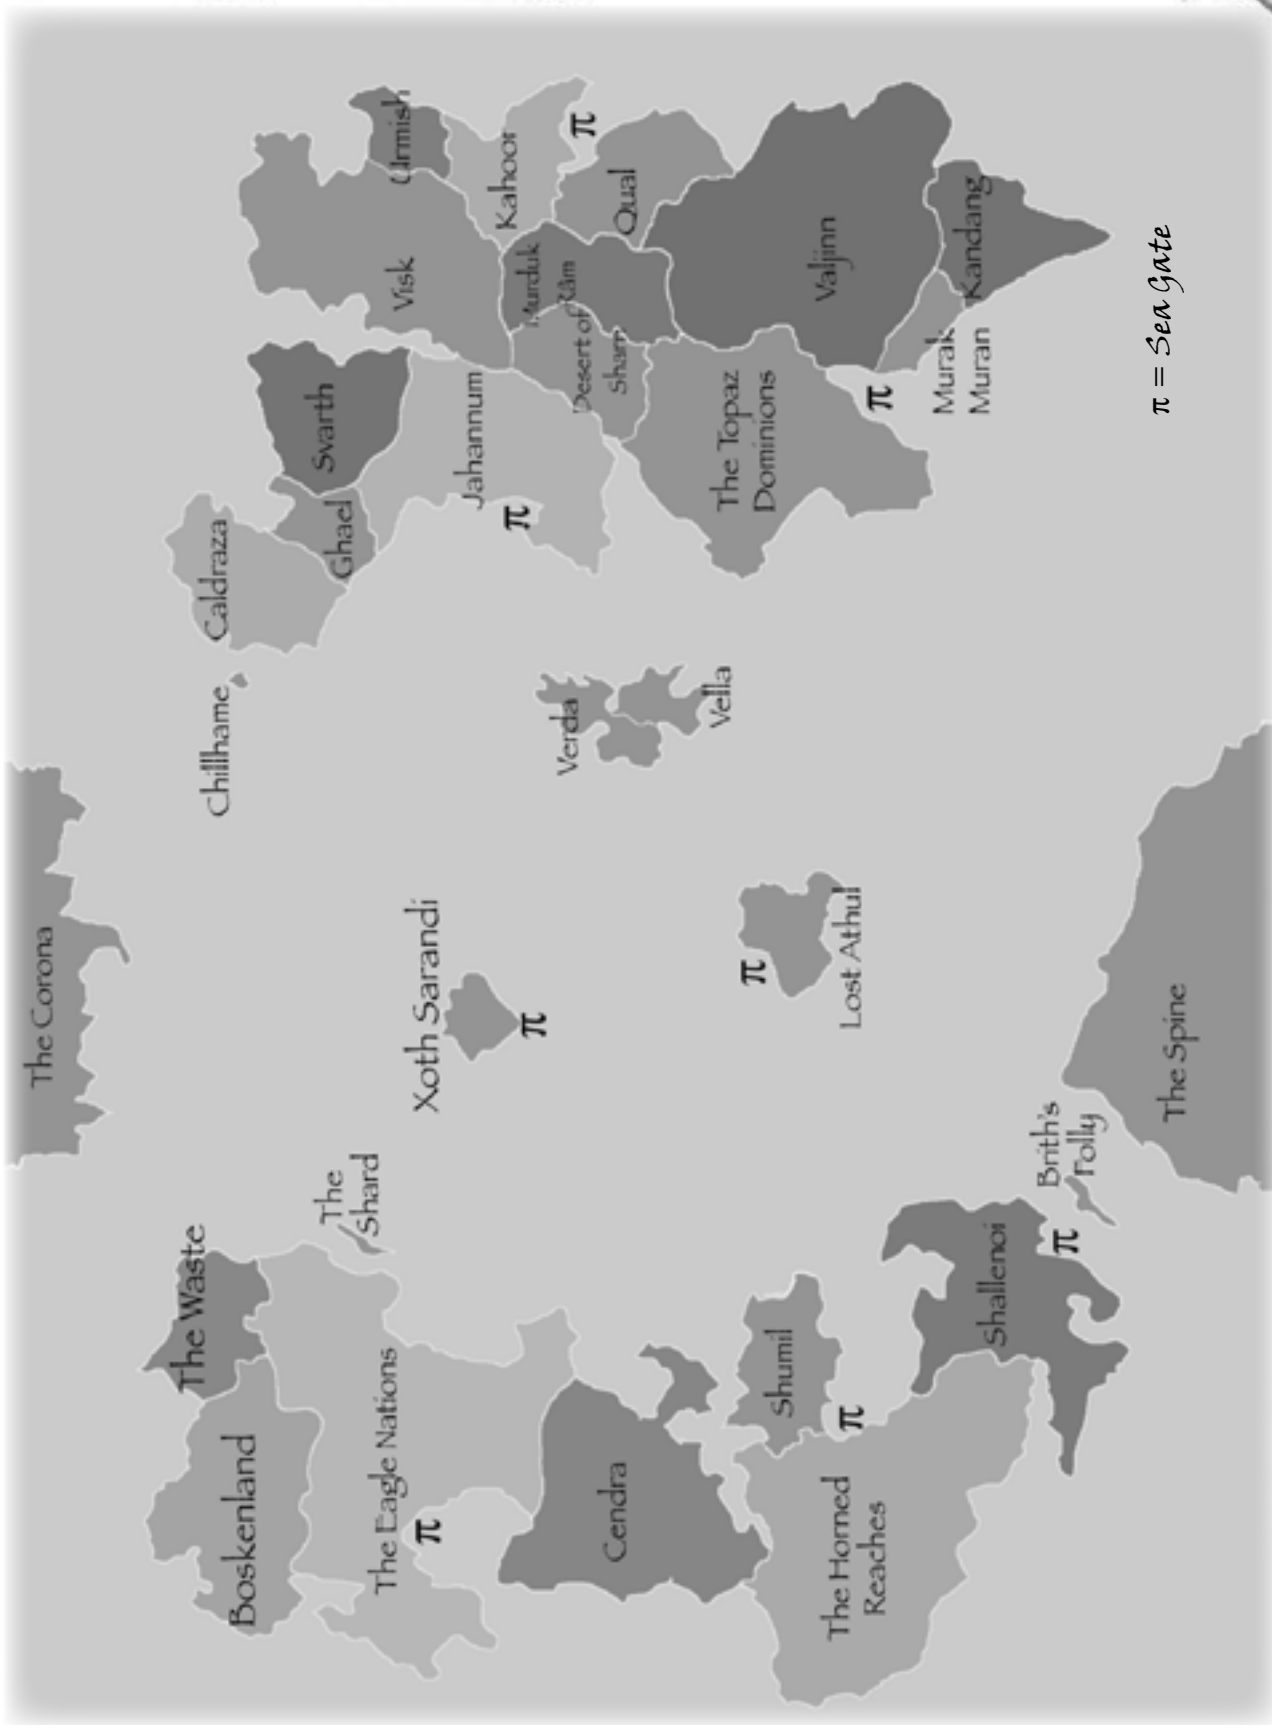 The Corona
The Waste
Boskenland
Chillhame
Caldraza
The
Shard
Ghael
Svarth
The Eagle Nations
π
Xoth Sarandi
π
Visk
Urmish
Jahannum
π
Kahoor
π
Murduk
Râm
Desert of
Sham
Verda
Vella
Cendra
Qual
The Topaz
Dominions
π
Lost Athul
π
Shumil
π
Valjinn
The Horned
Reaches
π
Murak
Muran
Kandang
Shallenoi
Brith's
Folly
π
The Spine
π = Sea Gate